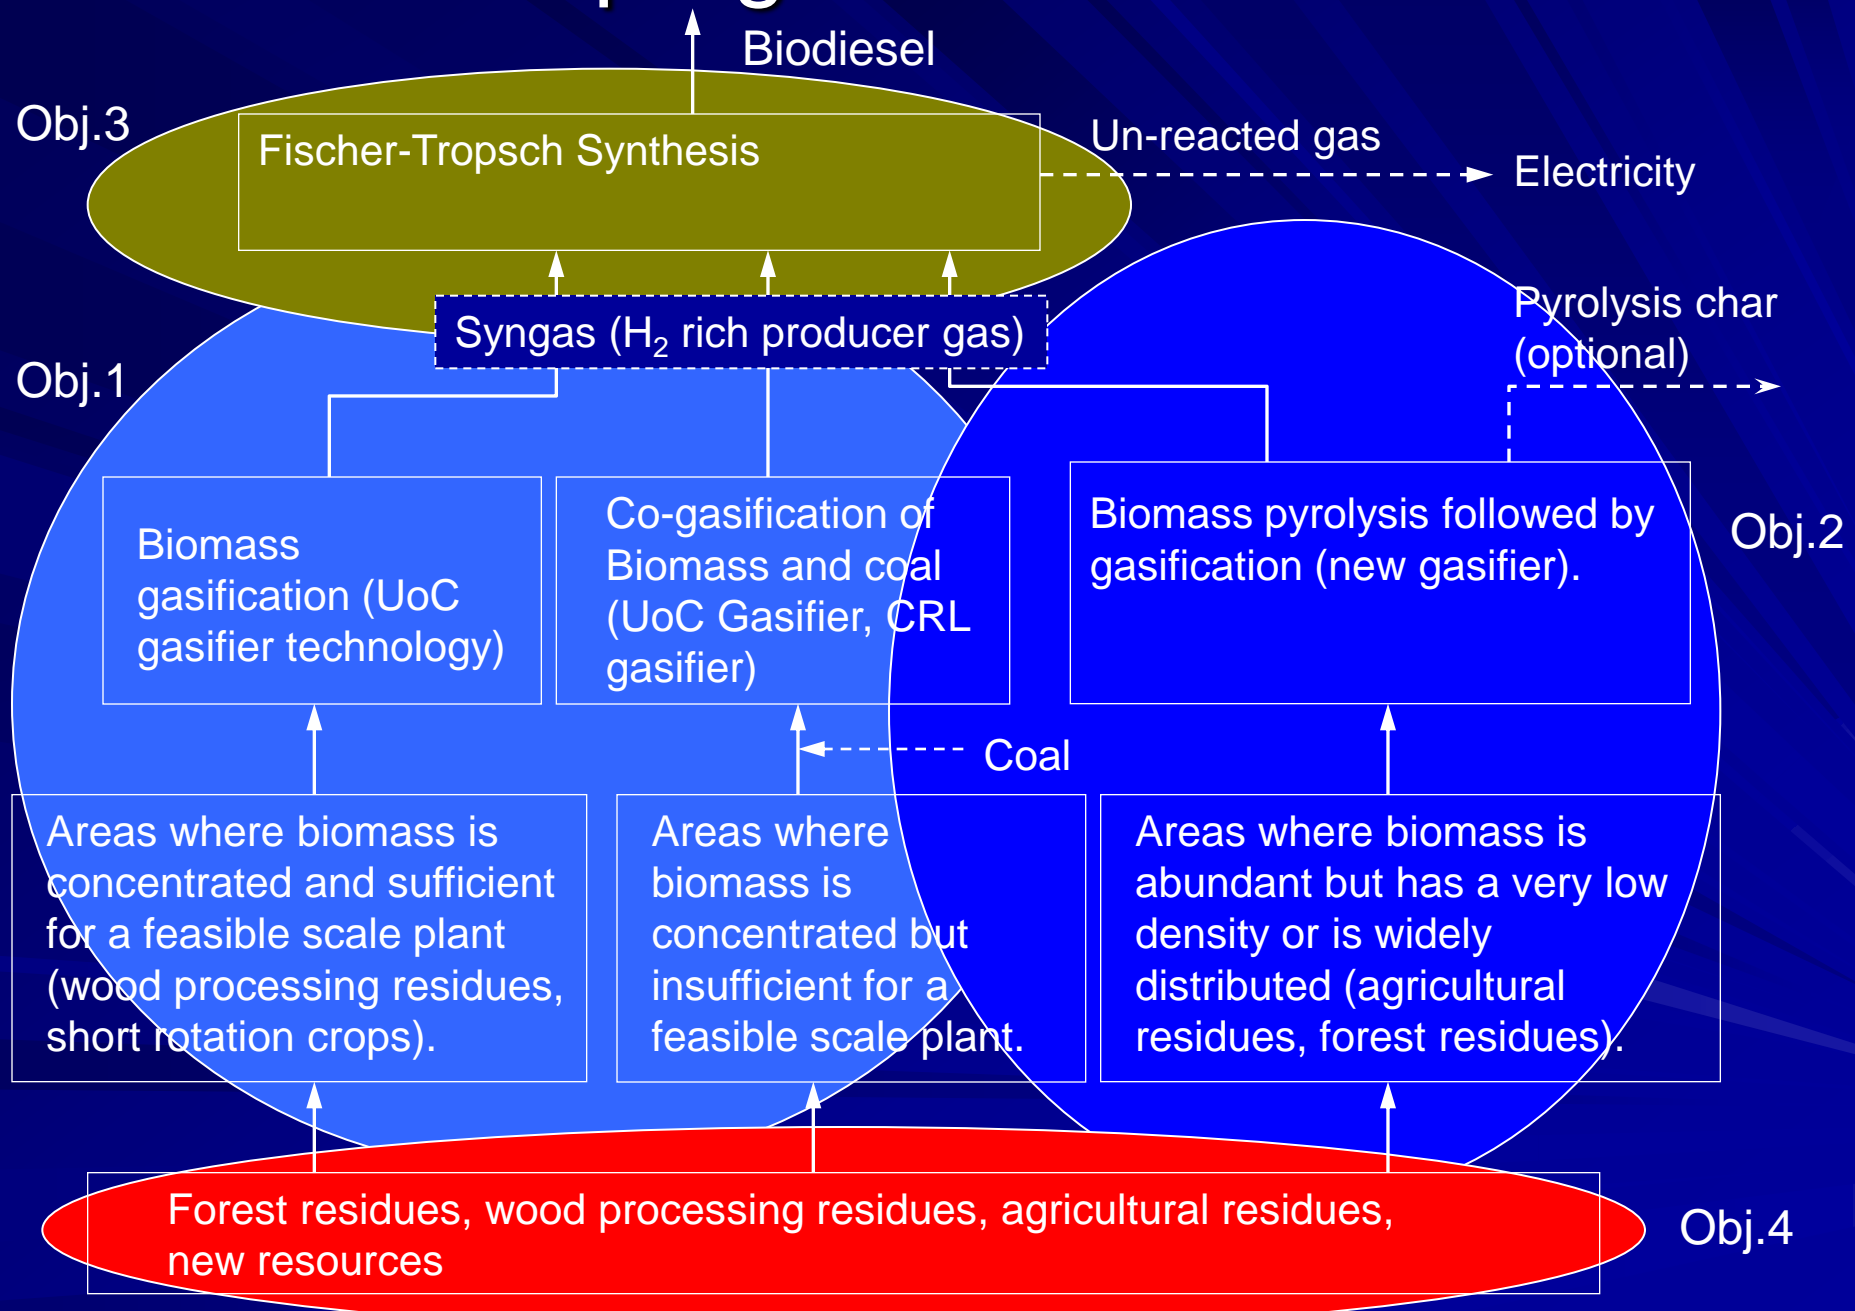 Biodiesel
Obj.3
Fischer-Tropsch Synthesis
Un-reacted gas
Electricity
Syngas (H₂ rich producer gas)
Pyrolysis char
(optional)
Obj.1
Biomass
gasification (UoC
gasifier technology)
Co-gasification of
Biomass and coal
(UoC Gasifier, CRL
gasifier)
Biomass pyrolysis followed by
gasification (new gasifier).
Obj.2
Coal
Areas where biomass is
concentrated and sufficient
for a feasible scale plant
(wood processing residues,
short rotation crops).
Areas where
biomass is
concentrated but
insufficient for a
feasible scale plant.
Areas where biomass is
abundant but has a very low
density or is widely
distributed (agricultural
residues, forest residues).
Forest residues, wood processing residues, agricultural residues,
new resources
Obj.4